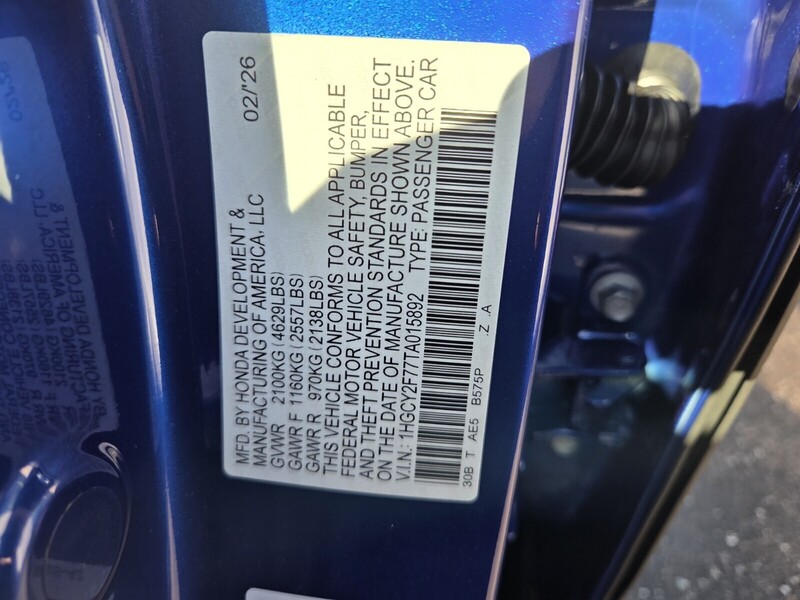 MFD. BY HONDA DEVELOPMENT &
MANUFACTURING OF AMERICA, LLC 02/'26
GVWR 2100KG (4629LBS)
GAWR F 1160KG (2557LBS)
GAWR R 970KG (2138LBS)
THIS VEHICLE CONFORMS TO ALL APPLICABLE
FEDERAL MOTOR VEHICLE SAFETY, BUMPER,
AND THEFT PREVENTION STANDARDS IN EFFECT
ON THE DATE OF MANUFACTURE SHOWN ABOVE.
V.I.N.: 1HGCY2F77TA015892 TYPE: PASSENGER CAR
30B T AE5 B575P .Z .A